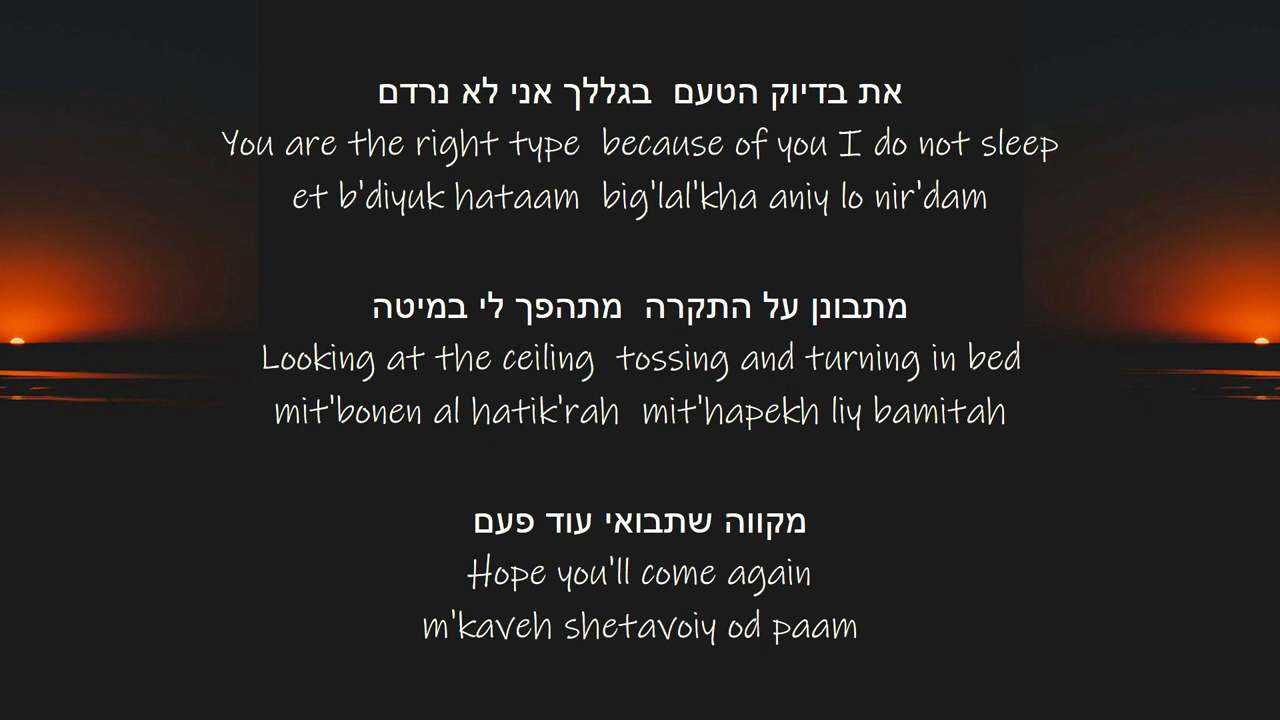 את בדיוק הטעם  בגללך אני לא נרדם
You are the right type  because of you I do not sleep
et b'diyuk hataam  big'lal'kha aniy lo nir'dam
מתבונן על התקרה  מתהפך לי במיטה
Looking at the ceiling  tossing and turning in bed
mit'bonen al hatik'rah  mit'hapekh liy bamitah
מקווה שתבואי עוד פעם
Hope you'll come again
m'kaveh shetavoiy od paam